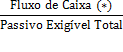 Fluxo de Caixa (*)
Passivo Exigível Total